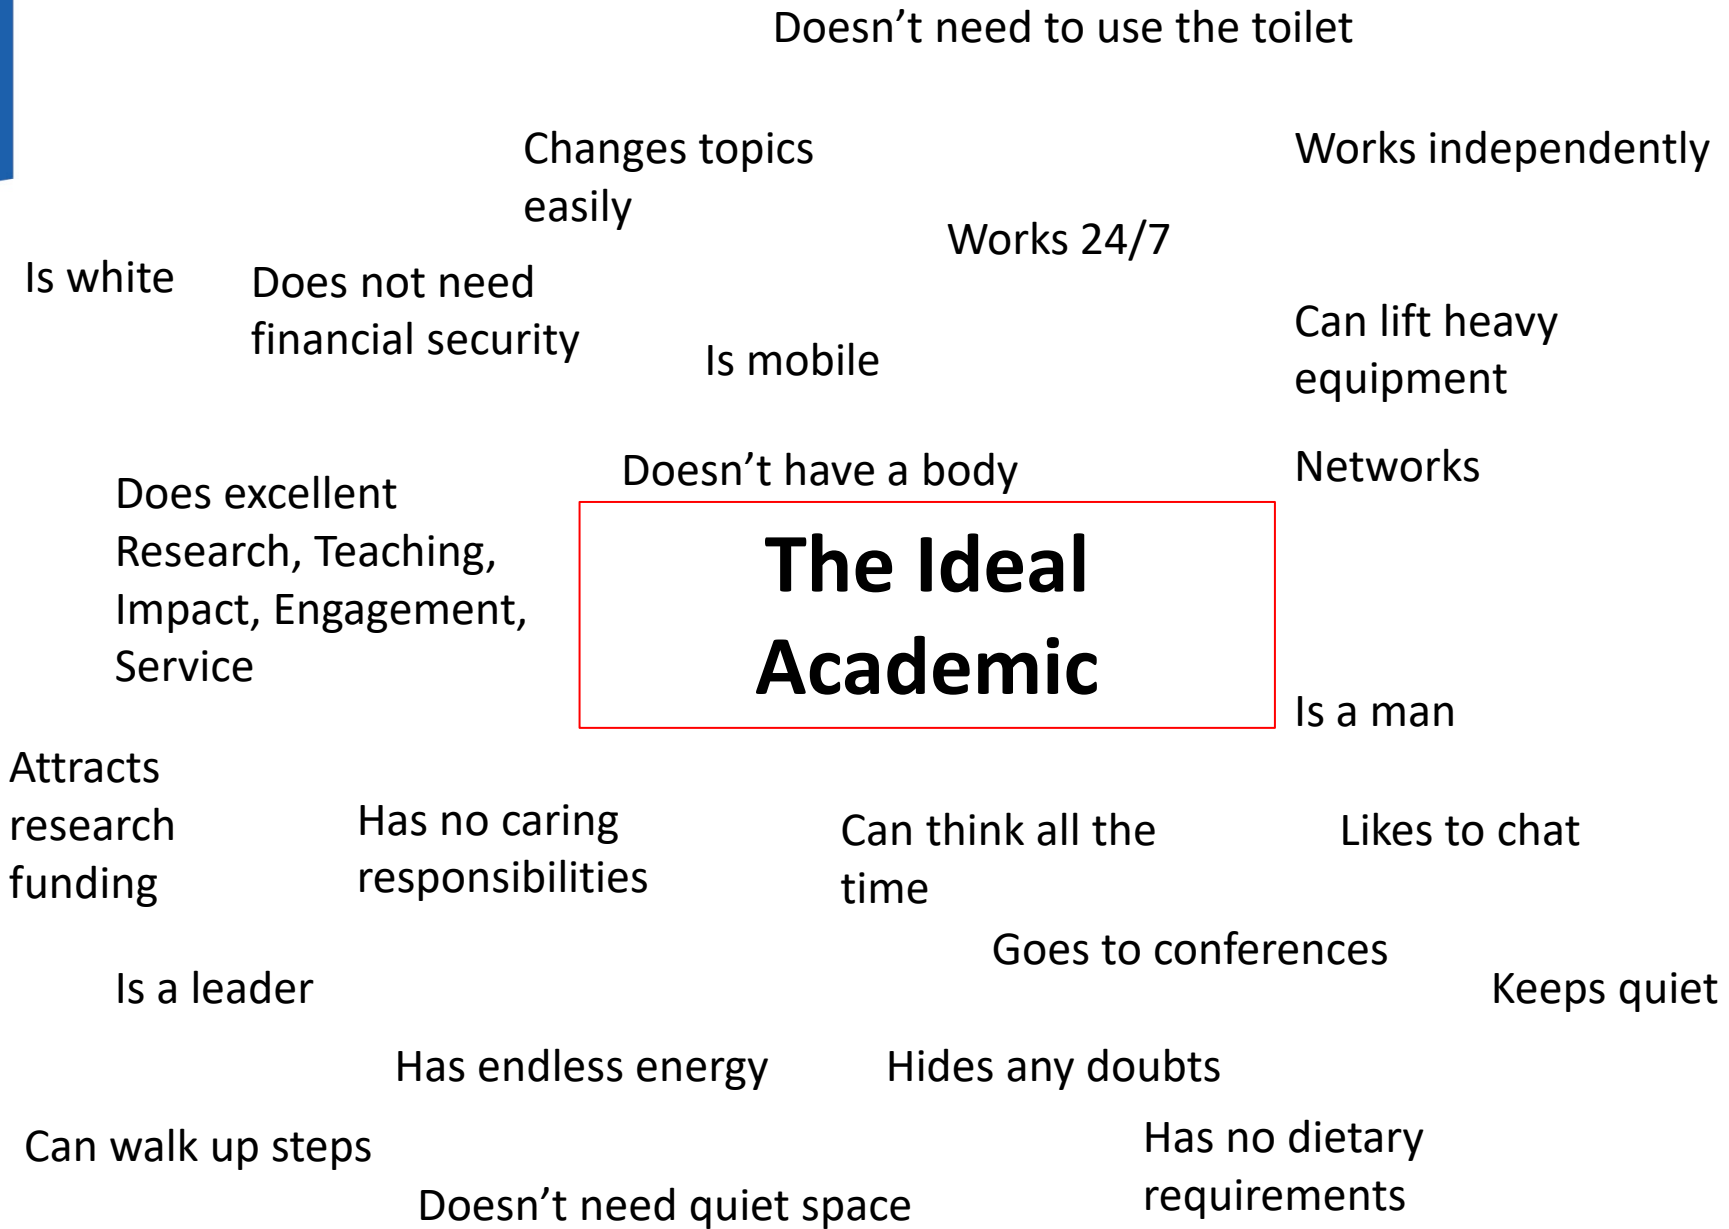 Doesn’t need to use the toilet
Changes topics
easily
Works independently
Works 24/7
Is white
Does not need
financial security
Is mobile
Can lift heavy
equipment
Doesn’t have a body
Networks
Does excellent
Research, Teaching,
Impact, Engagement,
Service
The Ideal
Academic
Is a man
Attracts
research
funding
Has no caring
responsibilities
Can think all the
time
Likes to chat
Goes to conferences
Is a leader
Keeps quiet
Has endless energy
Hides any doubts
Can walk up steps
Has no dietary
requirements
Doesn’t need quiet space